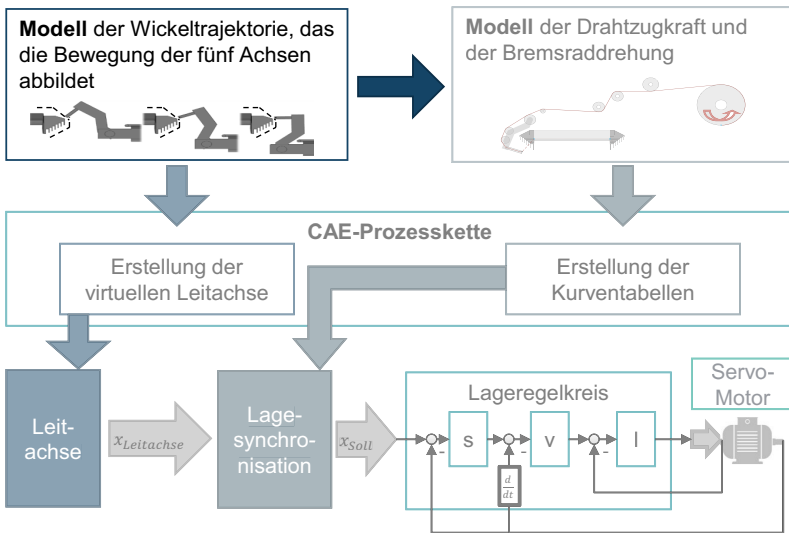 Modell der Wickeltrajektorie, das
die Bewegung der fünf Achsen
abbildet
Modell der Drahtzugkraft und
der Bremsraddrehung
CAE-Prozesskette
Erstellung der
virtuellen Leitachse
Erstellung der
Kurventabellen
Leit-
achse
x_Leitachse
Lage-
synchro-
nisation
x_Soll
Lageregelkreis
s
v
I
-
-
-
d
dt
Servo-
Motor